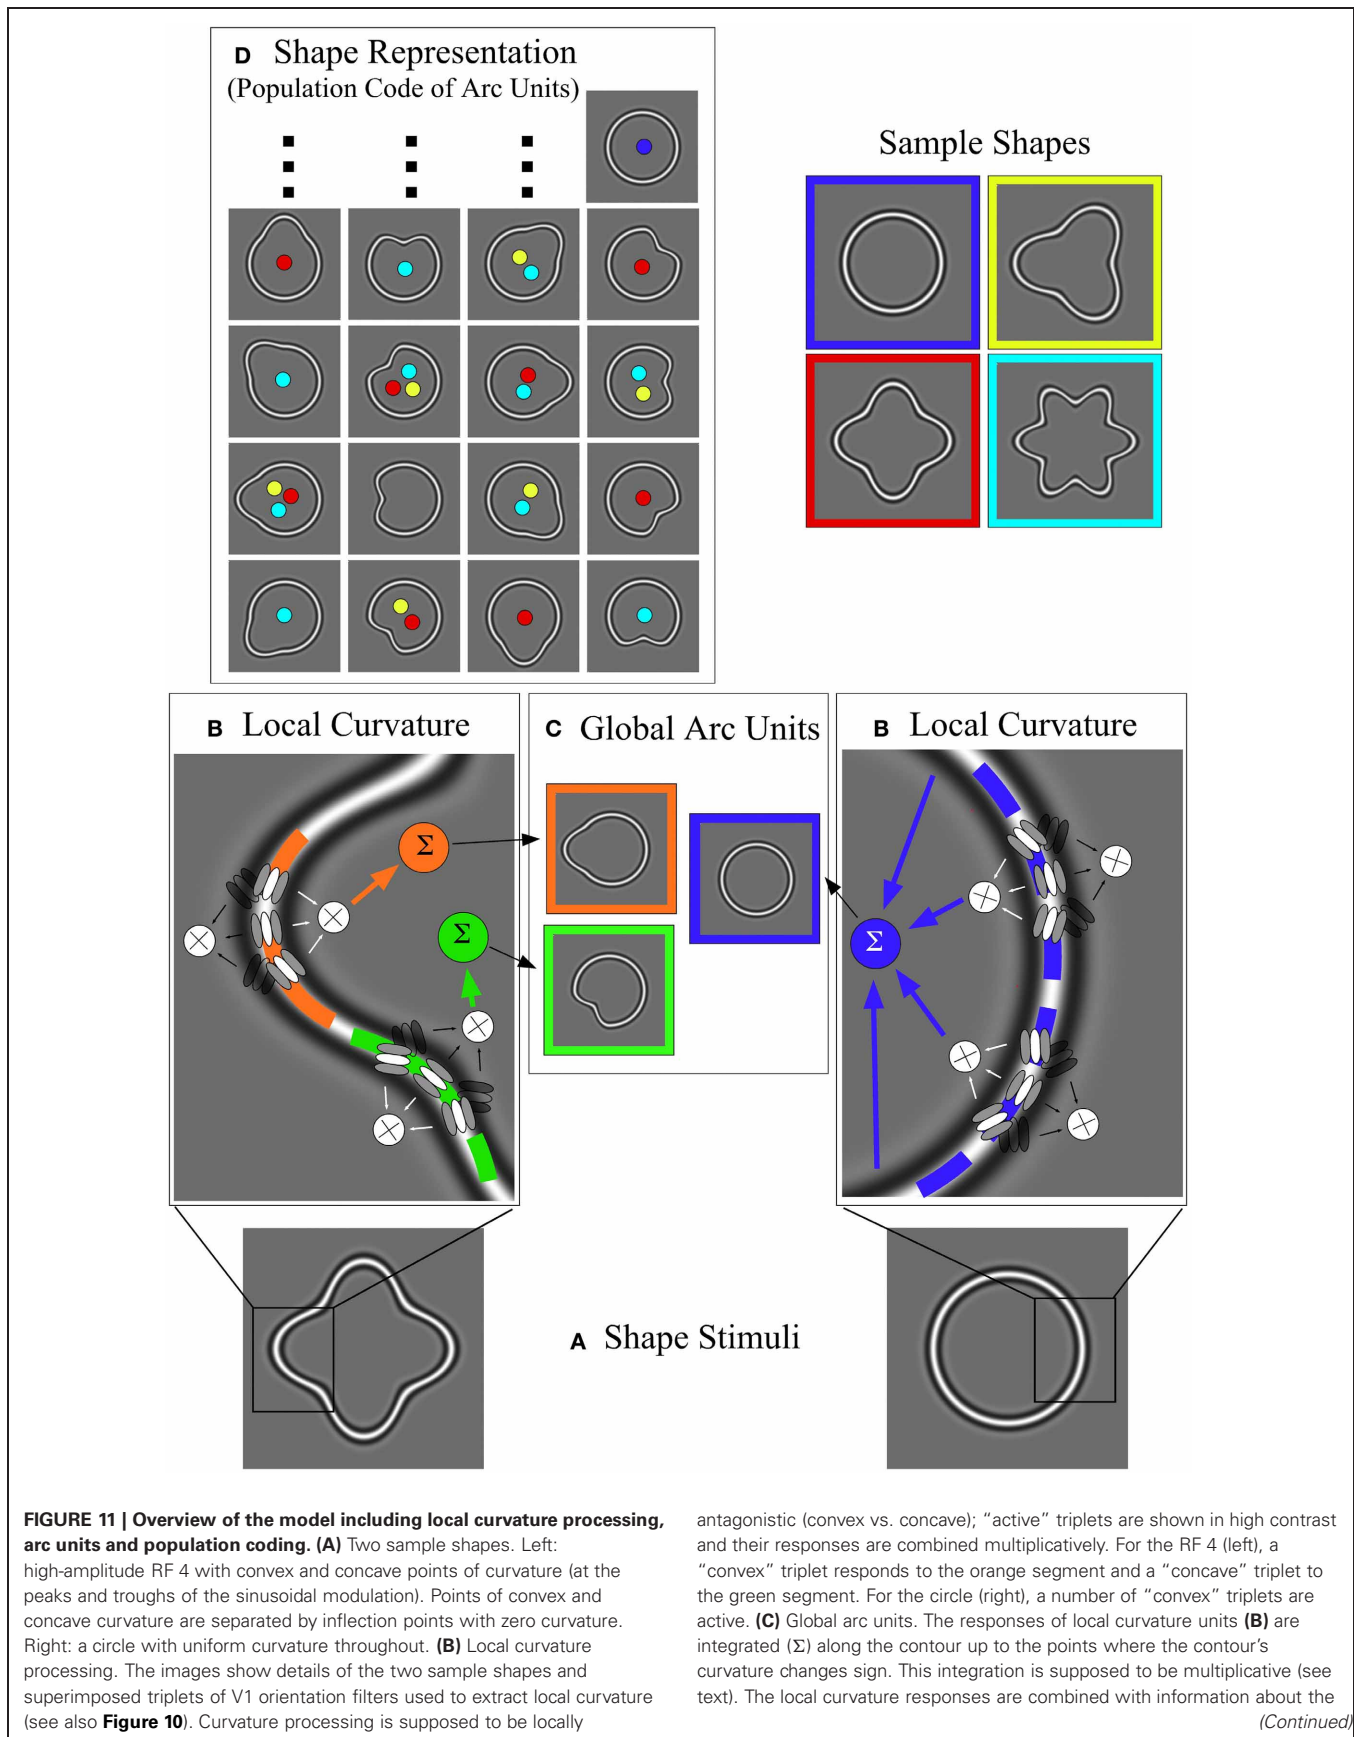 D Shape Representation
(Population Code of Arc Units)
Sample Shapes
B Local Curvature
C Global Arc Units
B Local Curvature
Σ
Σ
Σ
A Shape Stimuli
FIGURE 11 | Overview of the model including local curvature processing,
arc units and population coding. (A) Two sample shapes. Left:
high-amplitude RF 4 with convex and concave points of curvature (at the
peaks and troughs of the sinusoidal modulation). Points of convex and
concave curvature are separated by inflection points with zero curvature.
Right: a circle with uniform curvature throughout. (B) Local curvature
processing. The images show details of the two sample shapes and
superimposed triplets of V1 orientation filters used to extract local curvature
(see also Figure 10). Curvature processing is supposed to be locally
antagonistic (convex vs. concave); “active” triplets are shown in high contrast
and their responses are combined multiplicatively. For the RF 4 (left), a
“convex” triplet responds to the orange segment and a “concave” triplet to
the green segment. For the circle (right), a number of “convex” triplets are
active. (C) Global arc units. The responses of local curvature units (B) are
integrated (Σ) along the contour up to the points where the contour’s
curvature changes sign. This integration is supposed to be multiplicative (see
text). The local curvature responses are combined with information about the
(Continued)